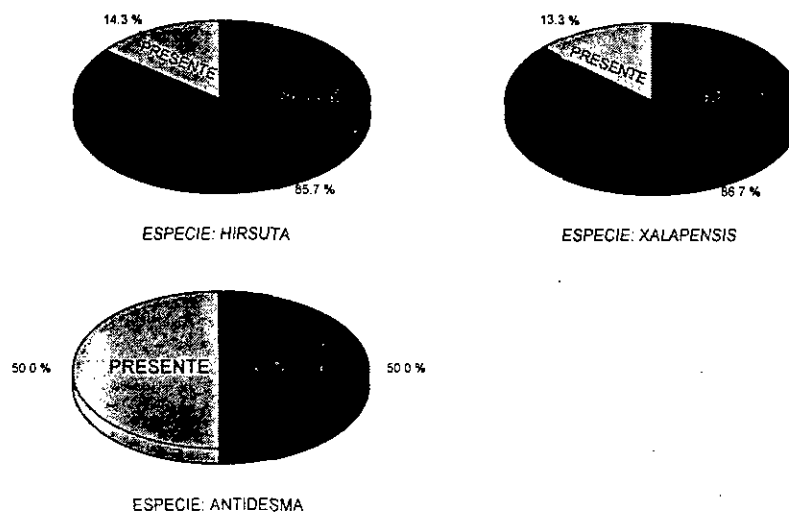 14.3 %
PRESENTE
85.7 %
ESPECIE: HIRSUTA
13.3 %
PRESENTE
86.7 %
ESPECIE: XALAPENSIS
50.0 %
PRESENTE
50.0 %
ESPECIE: ANTIDESMA